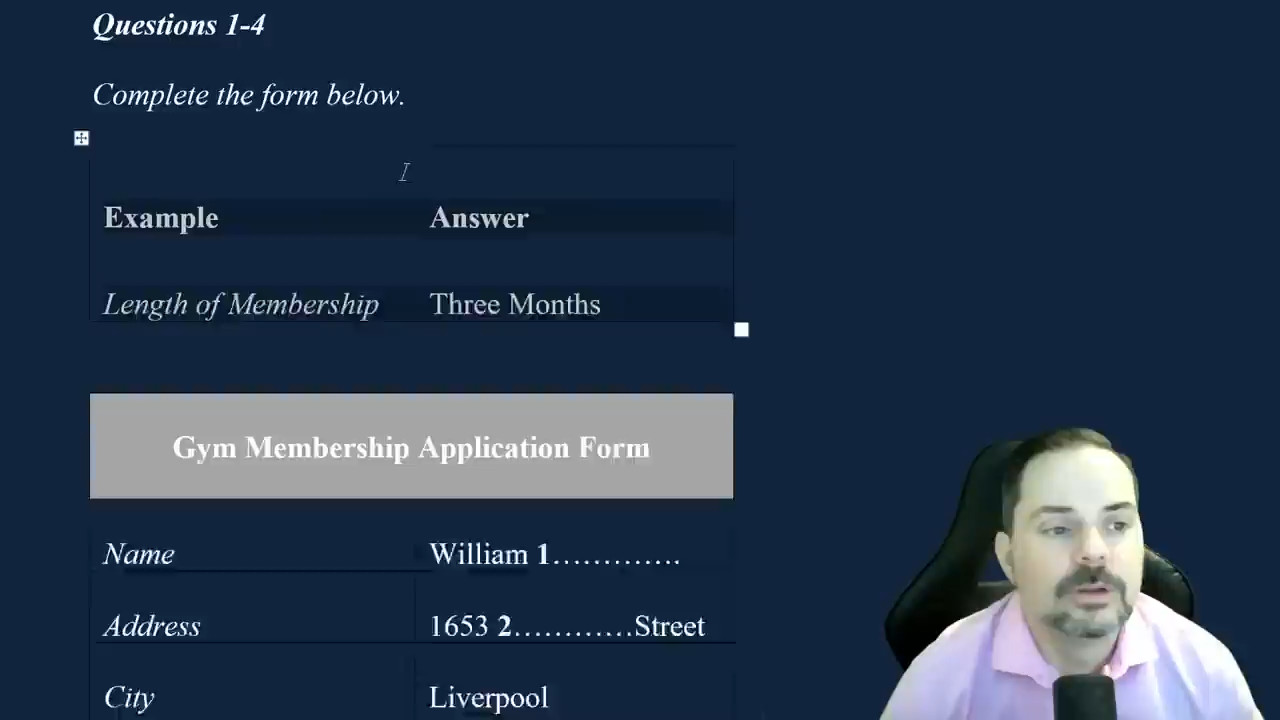 Questions 1-4
Complete the form below.
Example Answer
Length of Membership Three Months
Gym Membership Application Form
Name William 1………….
Address 1653 2…………Street
City Liverpool